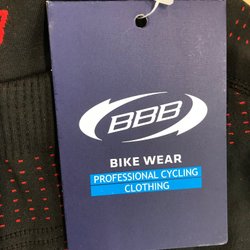 BBB
BIKE WEAR
PROFESSIONAL CYCLING
CLOTHING